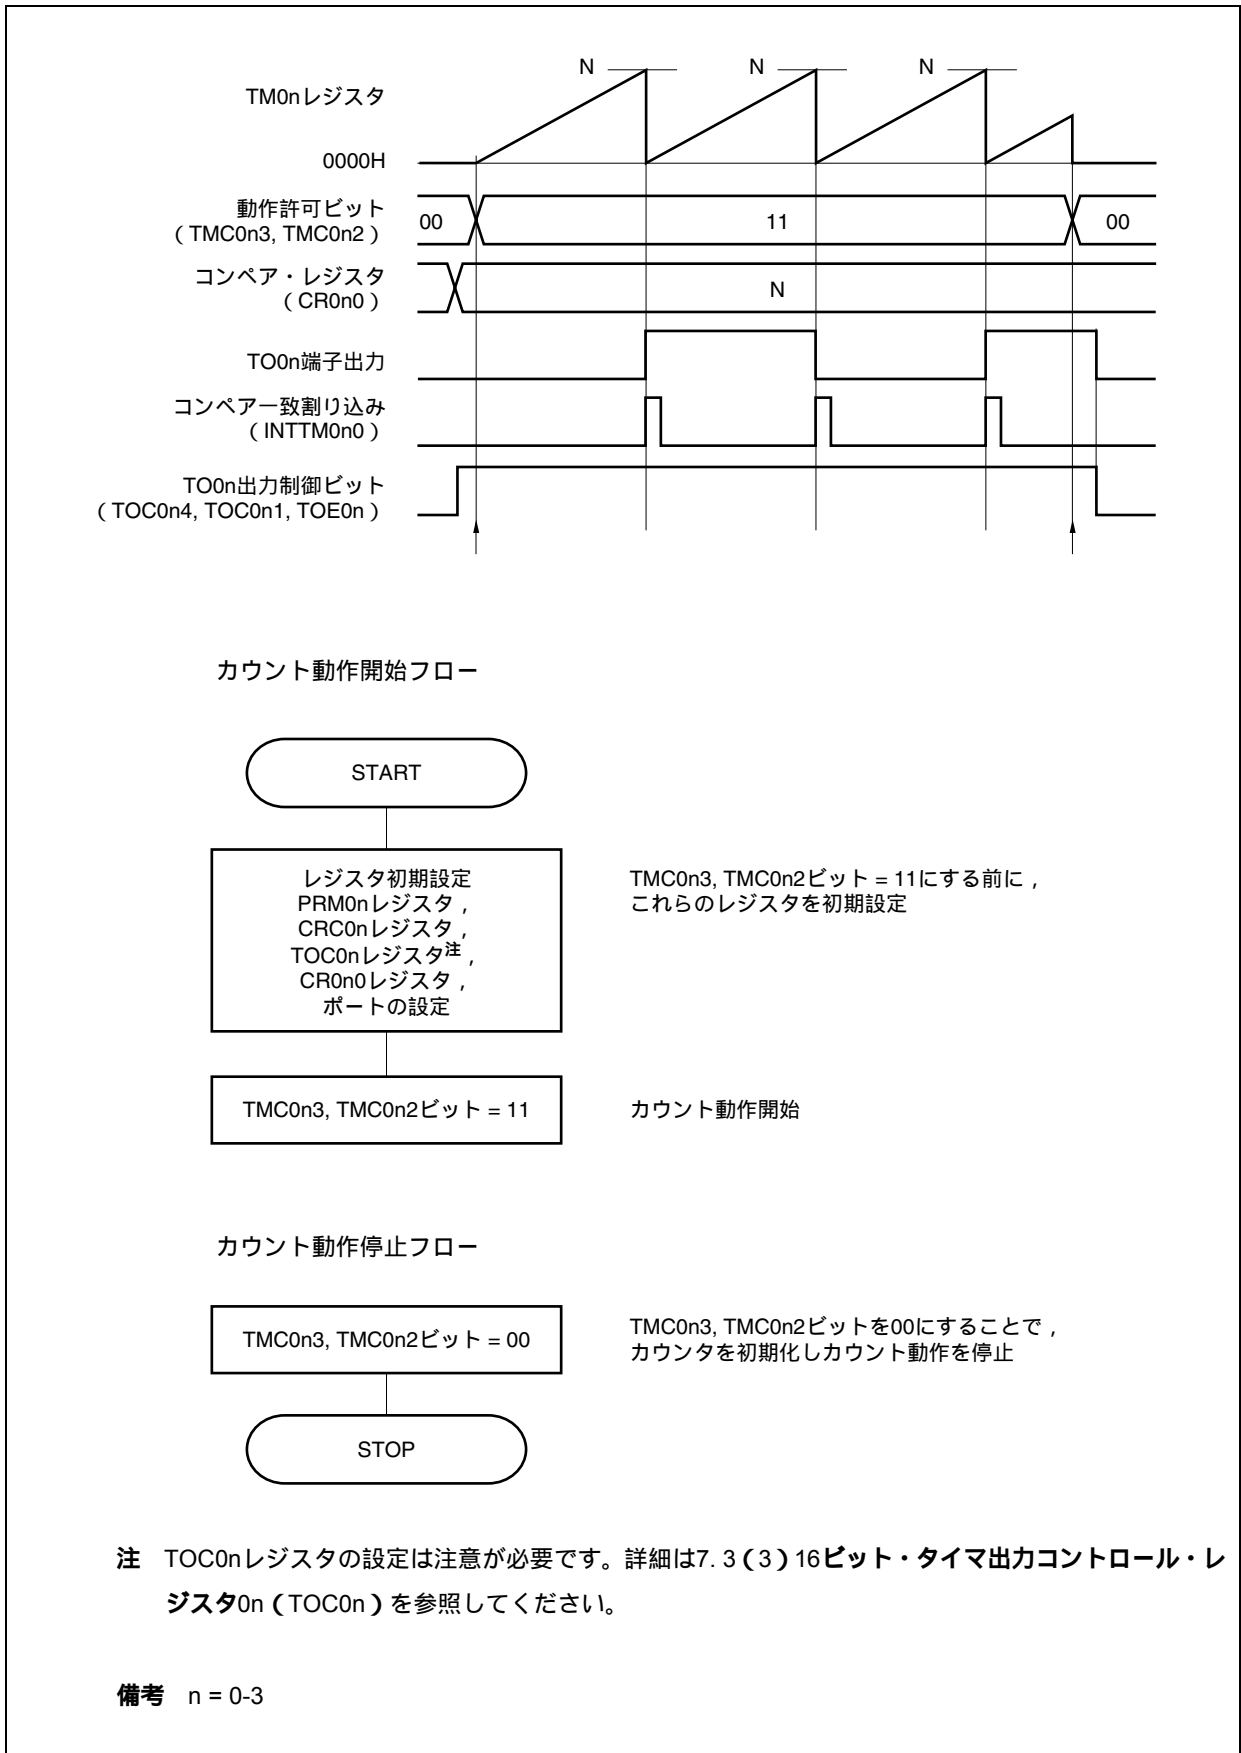 N N N
TM0nレジスタ
0000H
動作許可ビット
( TMC0n3, TMC0n2 )
00 11 00
コンペア・レジスタ
( CR0n0 )
N
TO0n端子出力
コンペア一致割り込み
( INTTM0n0 )
TO0n出力制御ビット
( TOC0n4, TOC0n1, TOE0n )
カウント動作開始フロー
START
レジスタ初期設定
PRM0nレジスタ ,
CRC0nレジスタ ,
TOC0nレジスタ注 ,
CR0n0レジスタ ,
ポートの設定
TMC0n3, TMC0n2ビット = 11にする前に ,
これらのレジスタを初期設定
TMC0n3, TMC0n2ビット = 11
カウント動作開始
カウント動作停止フロー
TMC0n3, TMC0n2ビット = 00
TMC0n3, TMC0n2ビットを00にすることで ,
カウンタを初期化しカウント動作を停止
STOP
注 TOC0nレジスタの設定は注意が必要です。詳細は7. 3(3)16ビット・タイマ出力コントロール・レ
ジスタ0n(TOC0n)を参照してください。
備考 n = 0-3